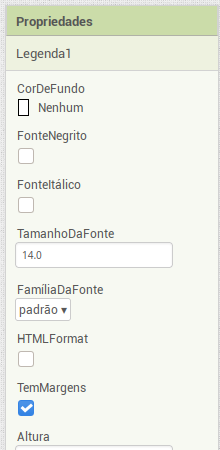 Propriedades
Legenda1
CorDeFundo
Nenhum
FonteNegrito
FonteItálico
TamanhoDaFonte
14.0
FamíliaDaFonte
padrão ▾
HTMLFormat
TemMargens
Altura